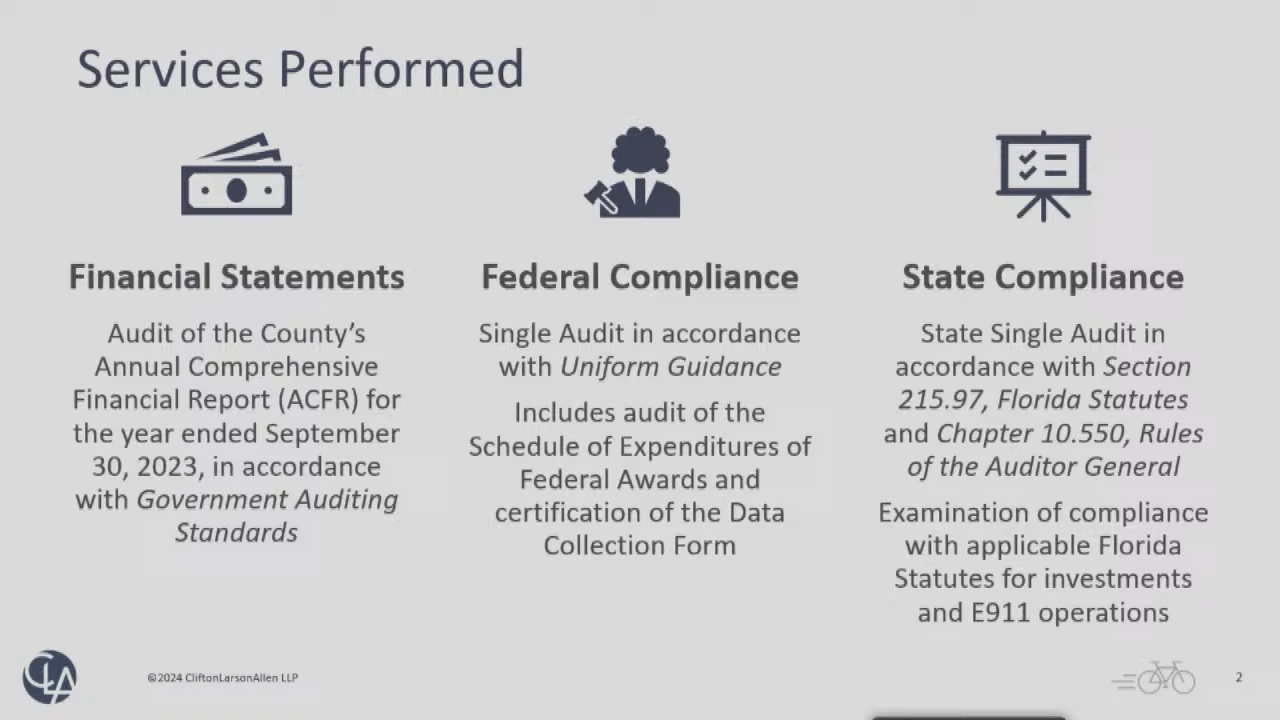 Services Performed
Financial Statements
Audit of the County’s
Annual Comprehensive
Financial Report (ACFR) for
the year ended September
30, 2023, in accordance
with Government Auditing
Standards
Federal Compliance
Single Audit in accordance
with Uniform Guidance
Includes audit of the
Schedule of Expenditures of
Federal Awards and
certification of the Data
Collection Form
State Compliance
State Single Audit in
accordance with Section
215.97, Florida Statutes
and Chapter 10.550, Rules
of the Auditor General
Examination of compliance
with applicable Florida
Statutes for investments
and E911 operations
CLA
©2024 CliftonLarsonAllen LLP
2